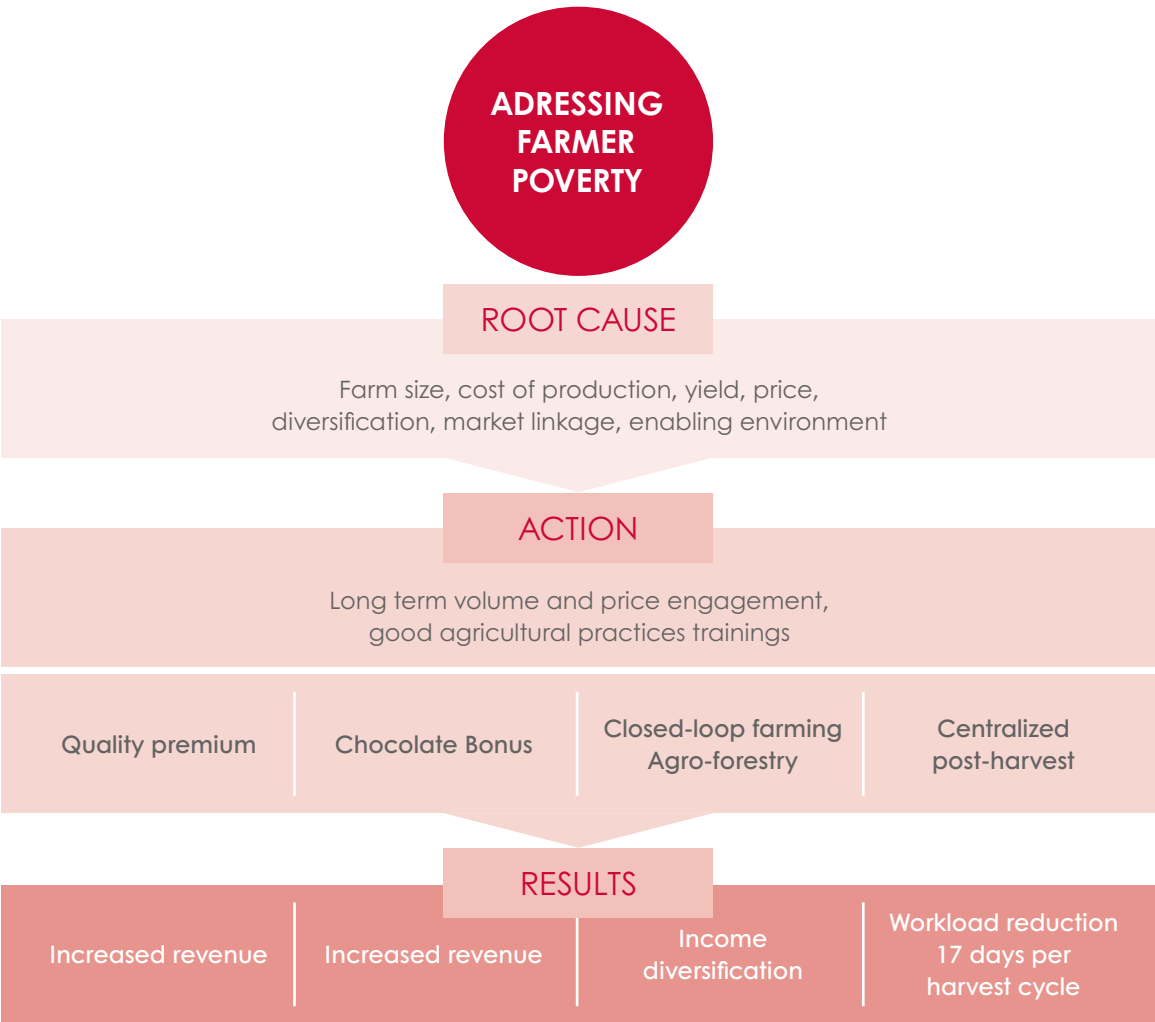 ADRESSING
FARMER
POVERTY
ROOT CAUSE
Farm size, cost of production, yield, price,
diversification, market linkage, enabling environment
ACTION
Long term volume and price engagement,
good agricultural practices trainings
Quality premium
Chocolate Bonus
Closed-loop farming
Agro-forestry
Centralized
post-harvest
RESULTS
Increased revenue
Increased revenue
Income
diversification
Workload reduction
17 days per
harvest cycle